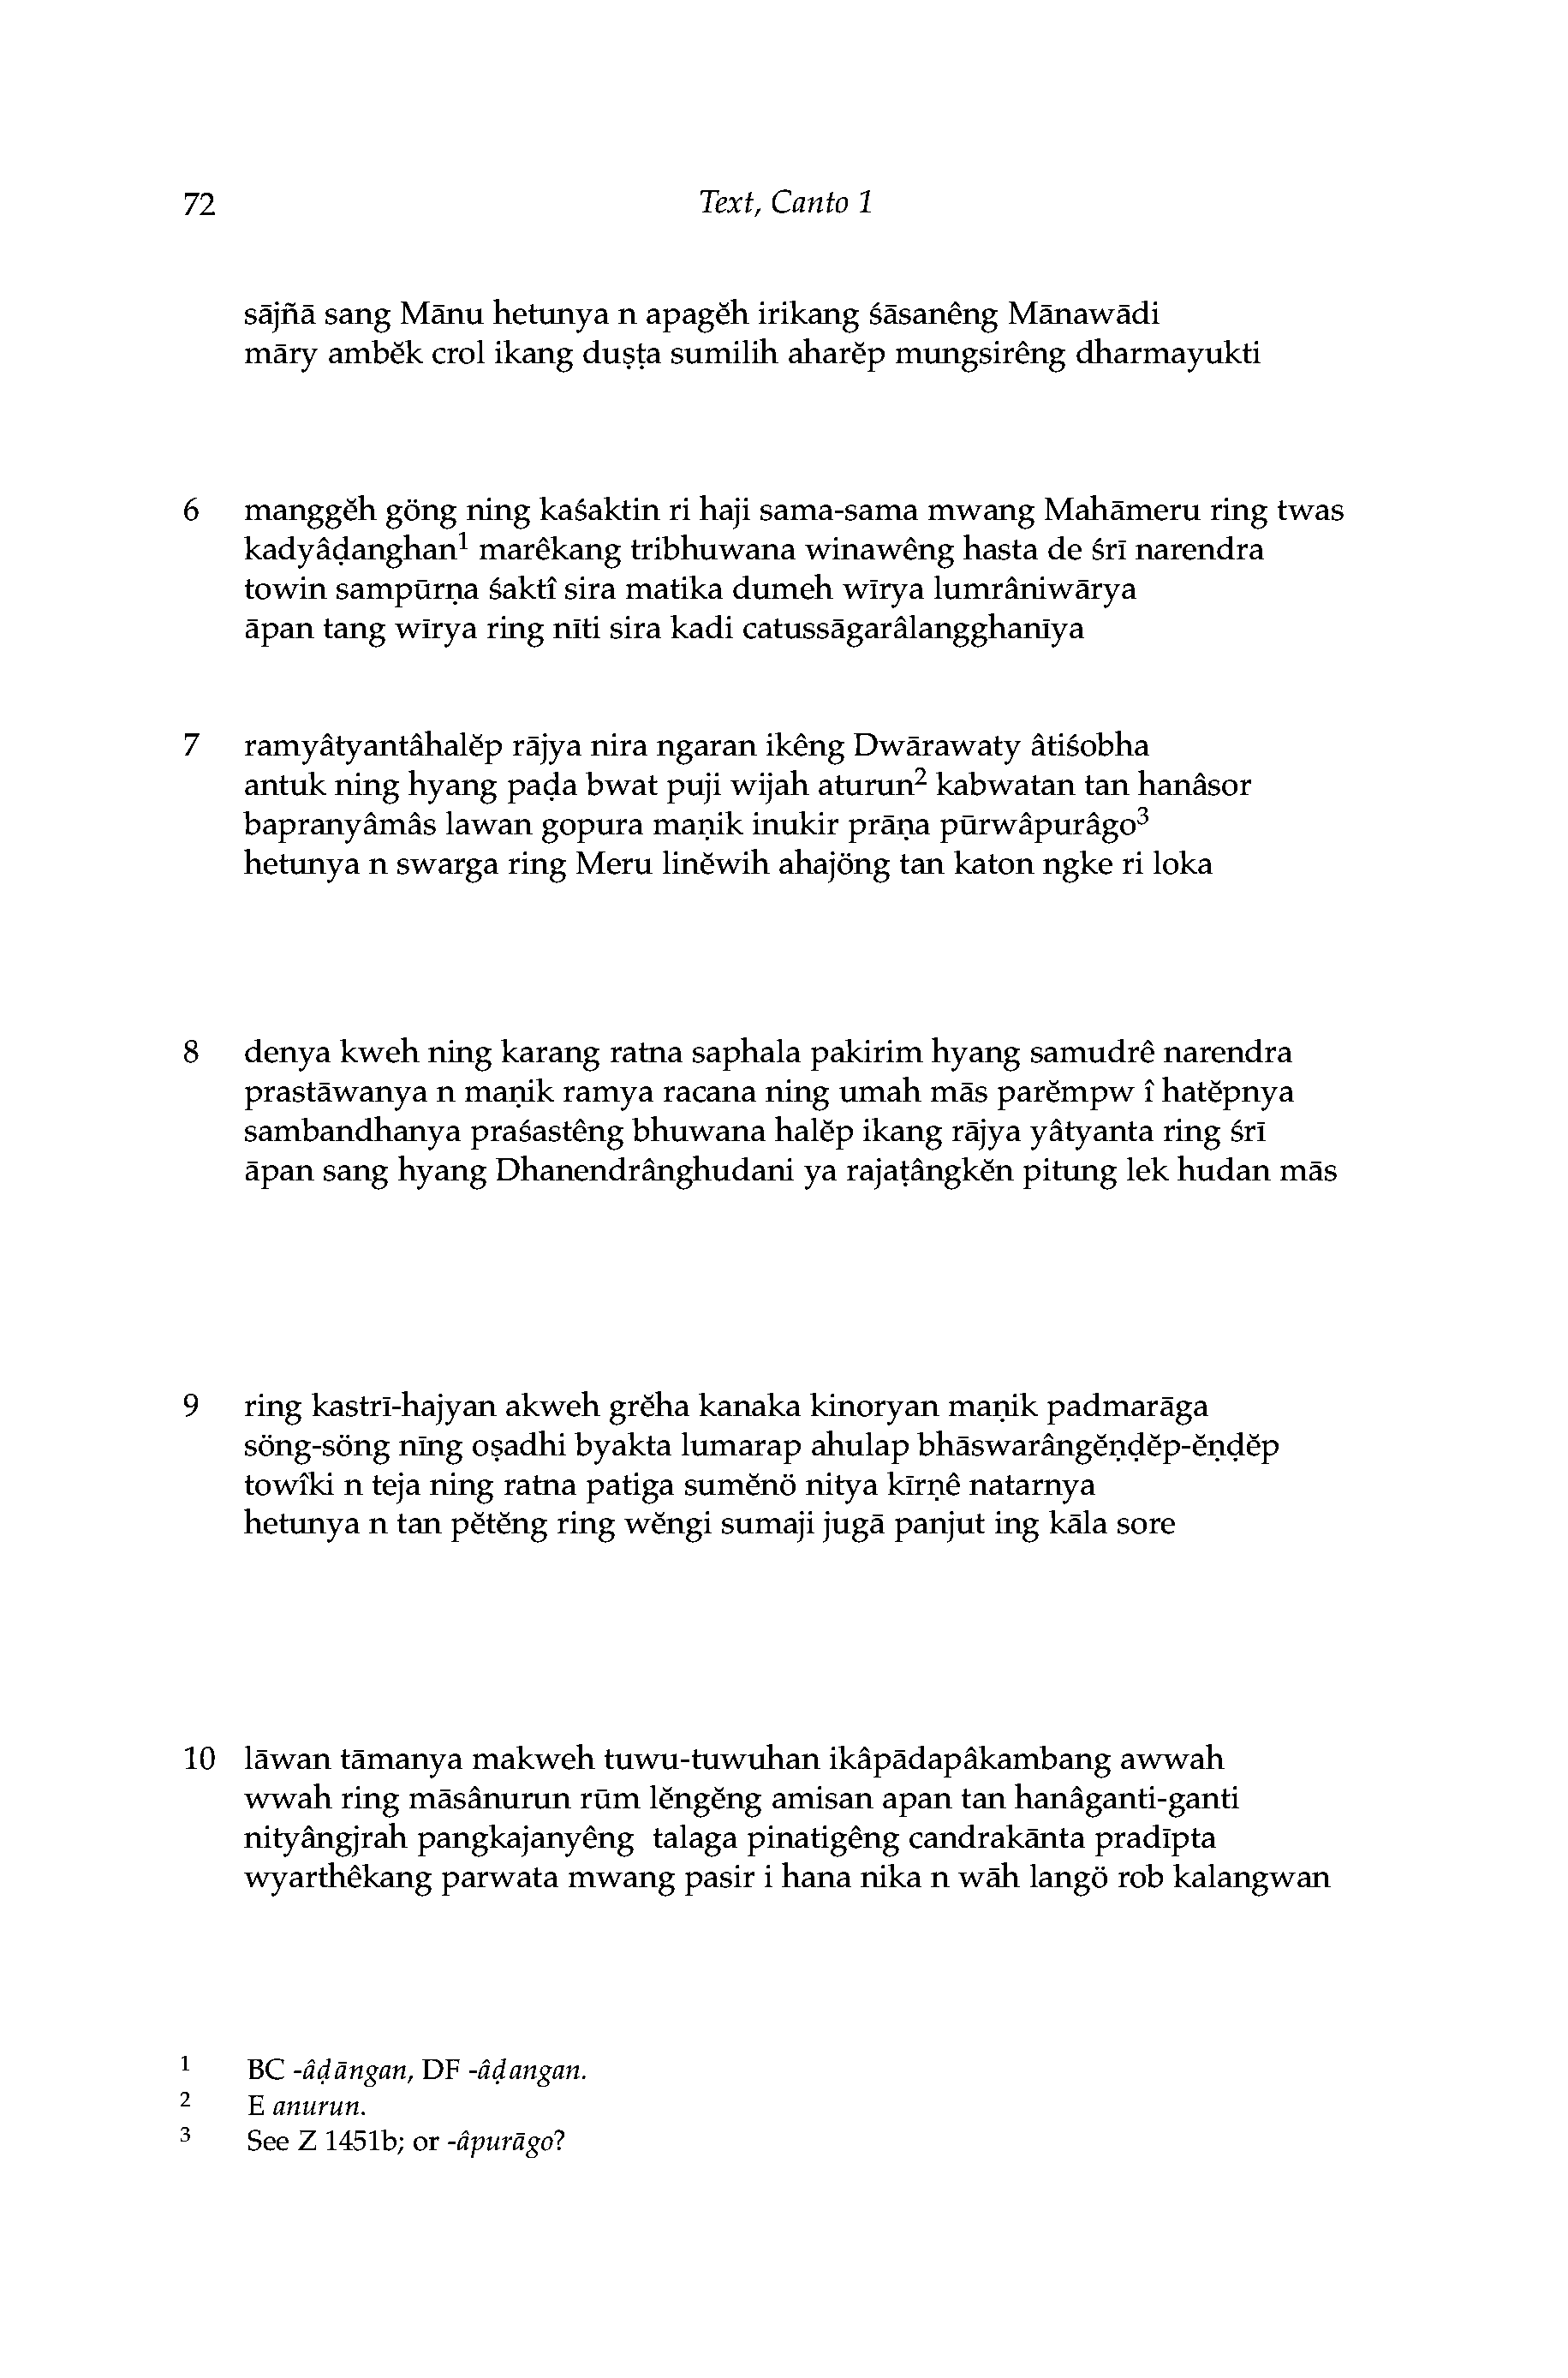 72 Text, Canto 1
sājñā sang Mānu hetunya n apagĕh irikang śāsanêng Mānawādi
māry ambĕk crol ikang duṣṭa sumilih aharĕp mungsirêng dharmayukti
6 manggĕh göng ning kaśaktin ri haji sama-sama mwang Mahāmeru ring twas
kadyâḍanghan¹ marêkang tribhuwana winawêng hasta de śrī narendra
towin sampūrṇa śaktî sira matika dumeh wīrya lumrâniwārya
āpan tang wīrya ring nīti sira kadi catussāgarâlangghanīya
7 ramyâtyantâhalĕp rājya nira ngaran ikêng Dwārawaty âtiśobha
antuk ning hyang paḍa bwat puji wijah aturun² kabwatan tan hanâsor
bapranyâmâs lawan gopura maṇik inukir prāṇa pūrwâpurâgo³
hetunya n swarga ring Meru linĕwih ahajöng tan katon ngke ri loka
8 denya kweh ning karang ratna saphala pakirim hyang samudrê narendra
prastāwanya n maṇik ramya racana ning umah mās parĕmpw î hatĕpnya
sambandhanya praśastêng bhuwana halĕp ikang rājya yâtyanta ring śrī
āpan sang hyang Dhanendrânghudani ya rajaṭângkĕn pitung lek hudan mās
9 ring kastrī-hajyan akweh grĕha kanaka kinoryan maṇik padmarāga
söng-söng nīng oṣadhi byakta lumarap ahulap bhāswarângĕṇḍĕp-ĕṇḍĕp
towîki n teja ning ratna patiga sumĕnö nitya kīrṇê natarnya
hetunya n tan pĕtĕng ring wĕngi sumaji jugā panjut ing kāla sore
10 lāwan tāmanya makweh tuwu-tuwuhan ikâpādapâkambang awwah
wwah ring māsânurun rūm lĕngĕng amisan apan tan hanâganti-ganti
nityângjrah pangkajanyêng talaga pinatigêng candrakānta pradīpta
wyarthêkang parwata mwang pasir i hana nika n wāh langö rob kalangwan
1 BC -âḍāngan, DF -âḍangan.
2 E anurun.
3 See Z 1451b; or -âpurāgo?